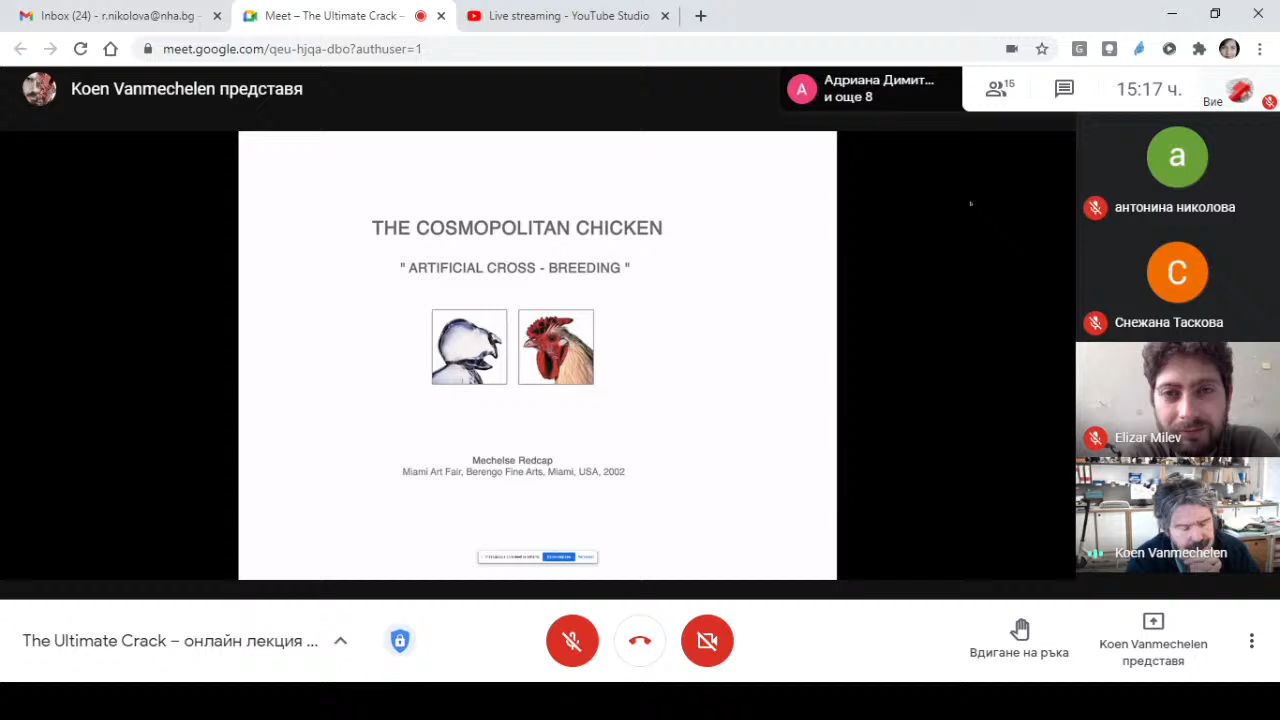 Inbox (24) - r.nikolova@nha.bg -
Meet – The Ultimate Crack –
Live streaming - YouTube Studio
meet.google.com/qeu-hjqa-dbo?authuser=1
Koen Vanmechelen представя
А
Адриана Димит...
и още 8
15
15:17 ч.
Вие
THE COSMOPOLITAN CHICKEN
" ARTIFICIAL CROSS - BREEDING "
Mechelse Redcap
Miami Art Fair, Berengo Fine Arts, Miami, USA, 2002
а
антонина николова
С
Снежана Таскова
Elizar Milev
Koen Vanmechelen
The Ultimate Crack – онлайн лекция ...
Вдигане на ръка
Koen Vanmechelen
представя